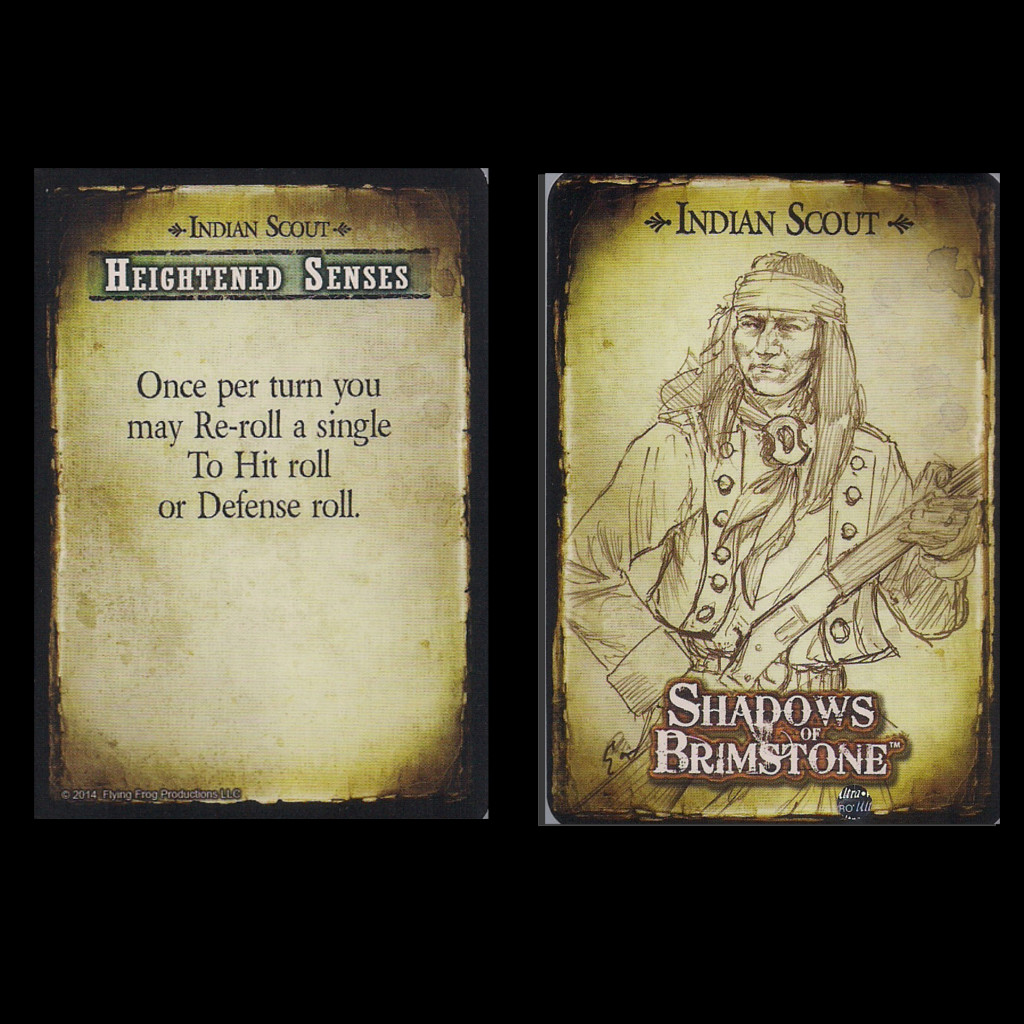 Indian Scout
Heightened Senses
Once per turn you
may Re-roll a single
To Hit roll
or Defense roll.
© 2014 Flying Frog Productions LLC
Indian Scout
Shadows
of
Brimstone™